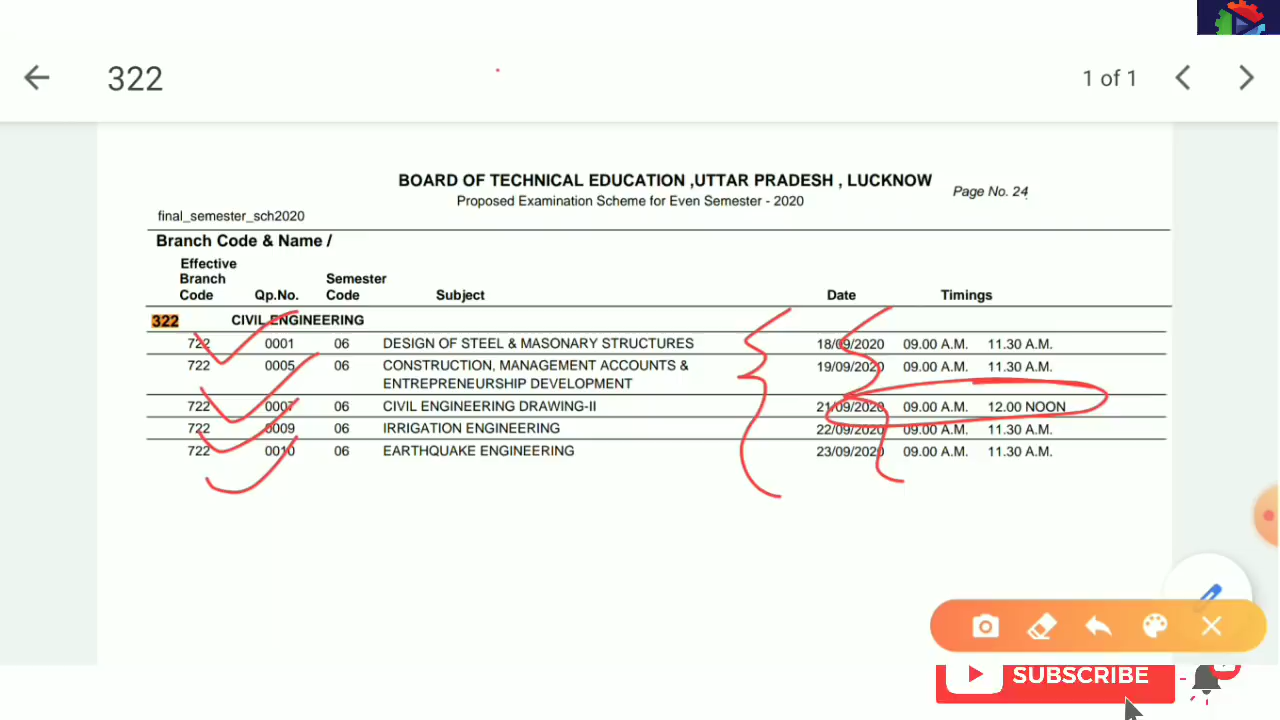 322
1 of 1
BOARD OF TECHNICAL EDUCATION ,UTTAR PRADESH , LUCKNOW
Page No. 24
Proposed Examination Scheme for Even Semester - 2020
final_semester_sch2020
Branch Code & Name /
Effective Branch Code Qp.No. Semester Code Subject Date Timings
322 CIVIL ENGINEERING
722 0001 06 DESIGN OF STEEL & MASONARY STRUCTURES 18/09/2020 09.00 A.M. 11.30 A.M.
722 0005 06 CONSTRUCTION, MANAGEMENT ACCOUNTS & 19/09/2020 09.00 A.M. 11.30 A.M.
ENTREPRENEURSHIP DEVELOPMENT
722 0007 06 CIVIL ENGINEERING DRAWING-II 21/09/2020 09.00 A.M. 12.00 NOON
722 0009 06 IRRIGATION ENGINEERING 22/09/2020 09.00 A.M. 11.30 A.M.
722 0010 06 EARTHQUAKE ENGINEERING 23/09/2020 09.00 A.M. 11.30 A.M.
SUBSCRIBE